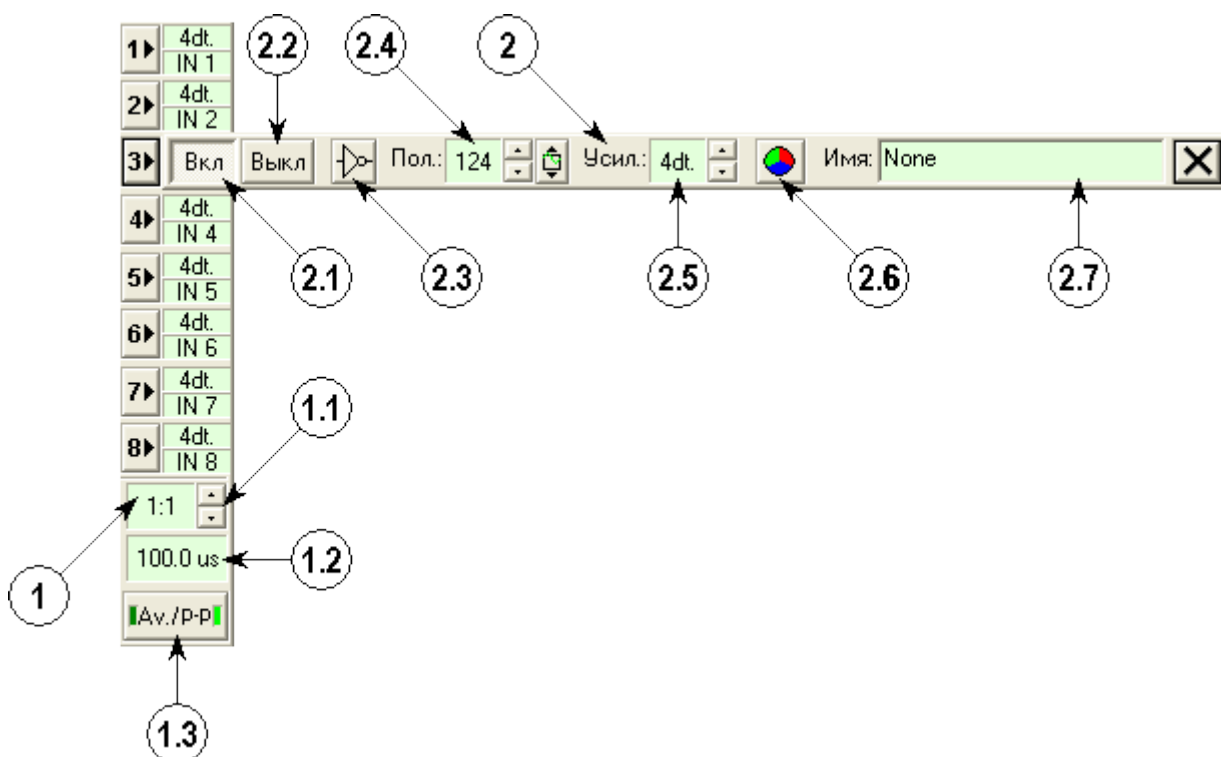 1 4dt.
IN 1
2.2
2.4
2
2 4dt.
IN 2
3 Вкл Выкл Пол.: 124 Усил.: 4dt. Имя: None
4 4dt.
IN 4
2.1
2.3
2.5
2.6
2.7
5 4dt.
IN 5
6 4dt.
IN 6
7 4dt.
IN 7
1.1
8 4dt.
IN 8
1:1
100.0 us
1.2
1
Av./p-p
1.3